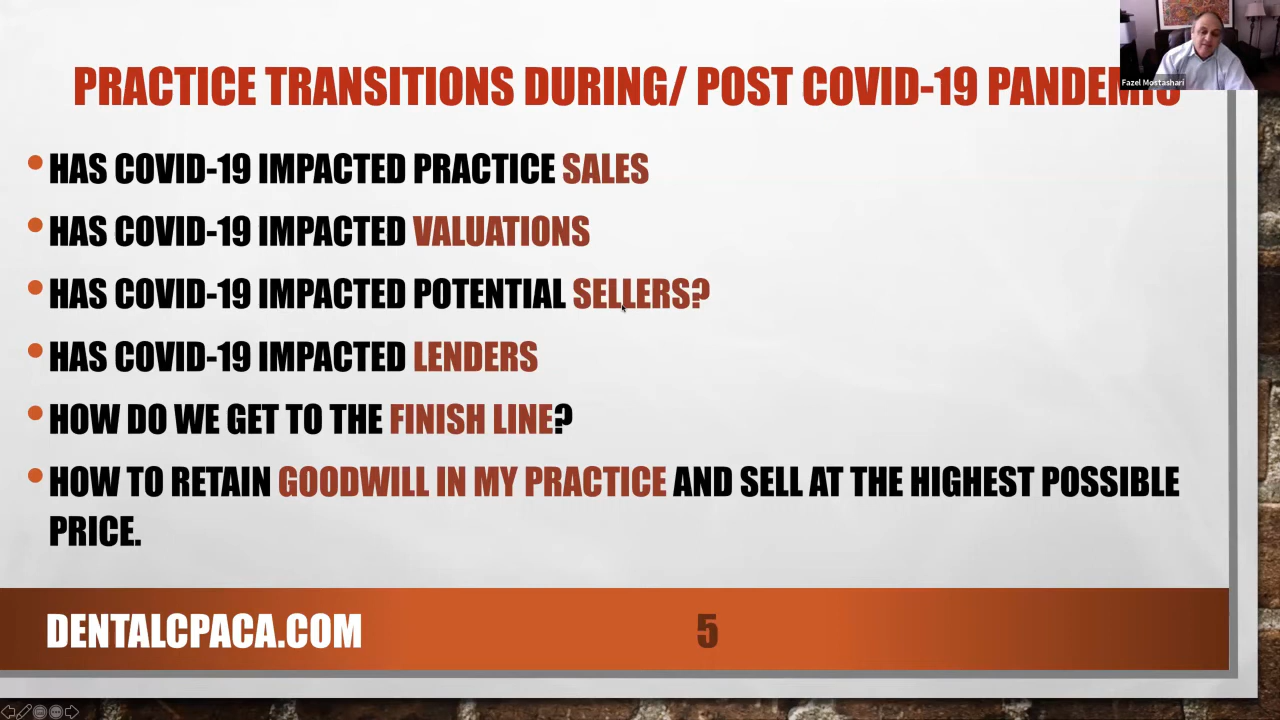 PRACTICE TRANSITIONS DURING/ POST COVID-19 PANDEMIC
Fazel Mostashari
•HAS COVID-19 IMPACTED PRACTICE SALES
•HAS COVID-19 IMPACTED VALUATIONS
•HAS COVID-19 IMPACTED POTENTIAL SELLERS?
•HAS COVID-19 IMPACTED LENDERS
•HOW DO WE GET TO THE FINISH LINE?
•HOW TO RETAIN GOODWILL IN MY PRACTICE AND SELL AT THE HIGHEST POSSIBLE
PRICE.
DENTALCPACA.COM
5